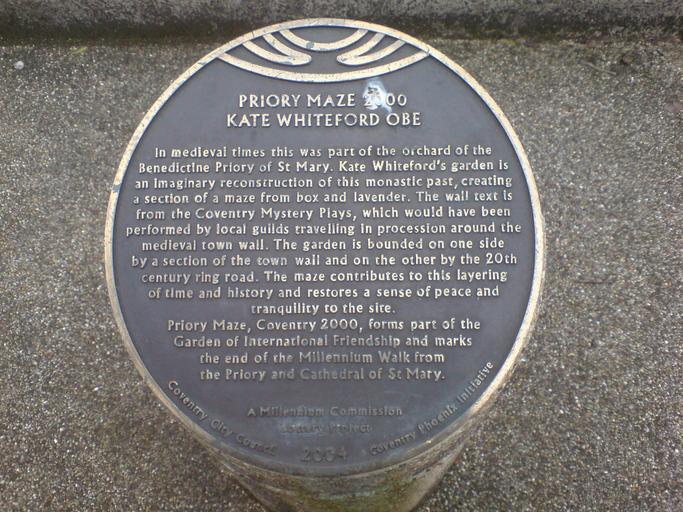 PRIORY MAZE 2000
KATE WHITEFORD OBE
In medieval times this was part of the orchard of the
Benedictine Priory of St Mary. Kate Whiteford's garden is
an imaginary reconstruction of this monastic past, creating
a section of a maze from box and lavender. The wall text is
from the Coventry Mystery Plays, which would have been
performed by local guilds travelling in procession around the
medieval town wall. The garden is bounded on one side
by a section of the town wall and on the other by the 20th
century ring road. The maze contributes to this layering
of time and history and restores a sense of peace and
tranquility to the site.
Priory Maze, Coventry 2000, forms part of the
Garden of International Friendship and marks
the end of the Millennium Walk from
the Priory and Cathedral of St Mary.
A Millennium Commission
Lottery Project
Coventry City Council
2004
Coventry Phoenix Initiative